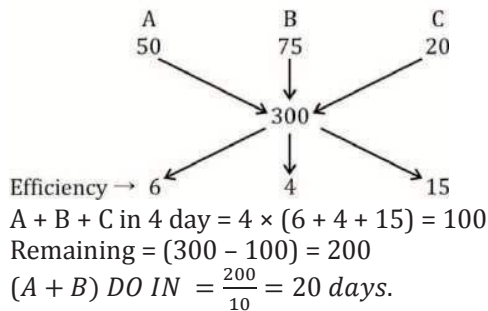 A B C
50 75 20
300
Efficiency → 6 4 15
A + B + C in 4 day = 4 × (6 + 4 + 15) = 100
Remaining = (300 – 100) = 200
(A + B) DO IN = 200/10 = 20 days.